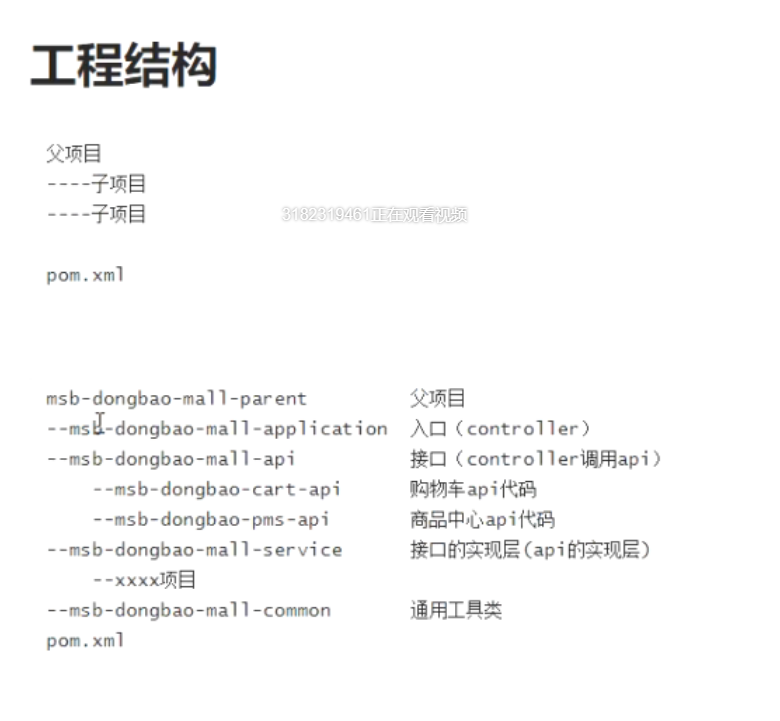 工程结构
父项目
----子项目
----子项目
3182319461正在观看视频
pom.xml
msb-dongbao-mall-parent 父项目
--msb-dongbao-mall-application 入口（controller）
--msb-dongbao-mall-api 接口（controller调用api）
--msb-dongbao-cart-api 购物车api代码
--msb-dongbao-pms-api 商品中心api代码
--msb-dongbao-mall-service 接口的实现层(api的实现层)
--xxxx项目
--msb-dongbao-mall-common 通用工具类
pom.xml